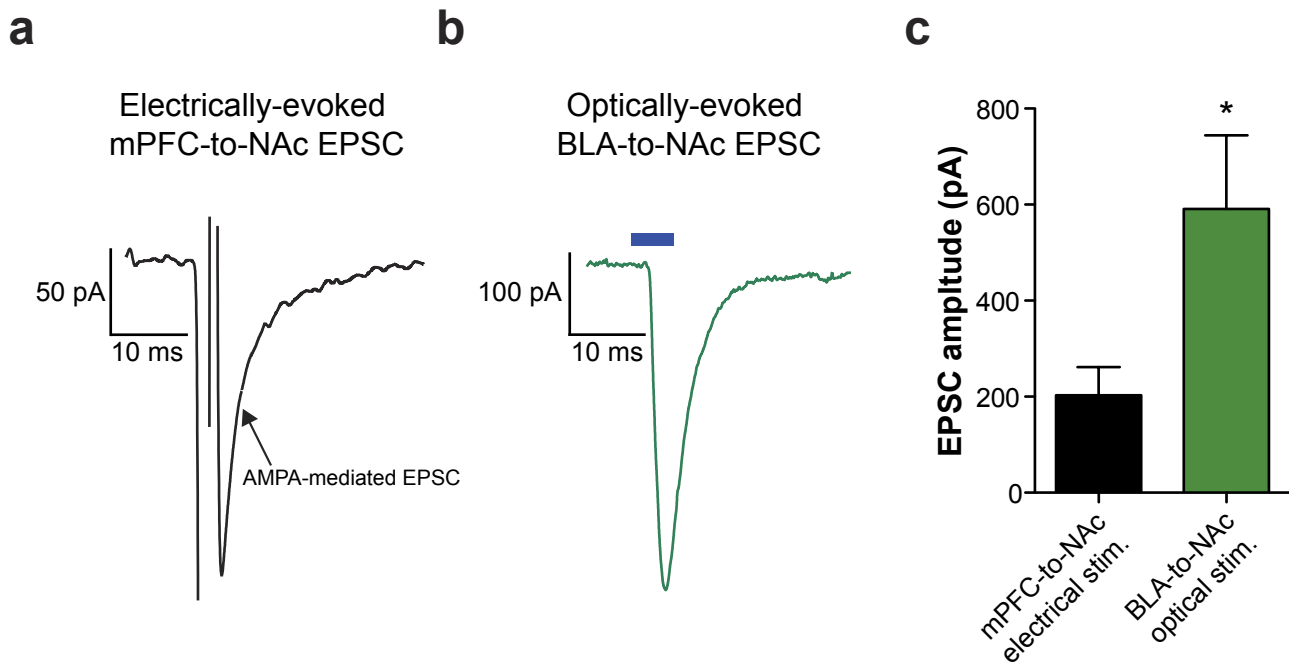 a
Electrically-evoked
mPFC-to-NAc EPSC
50 pA
10 ms
AMPA-mediated EPSC
b
Optically-evoked
BLA-to-NAc EPSC
100 pA
10 ms
c
EPSC ampltude (pA)
800
600
400
200
0
*
mPFC-to-NAc
electrical stim.
BLA-to-NAc
optical stim.